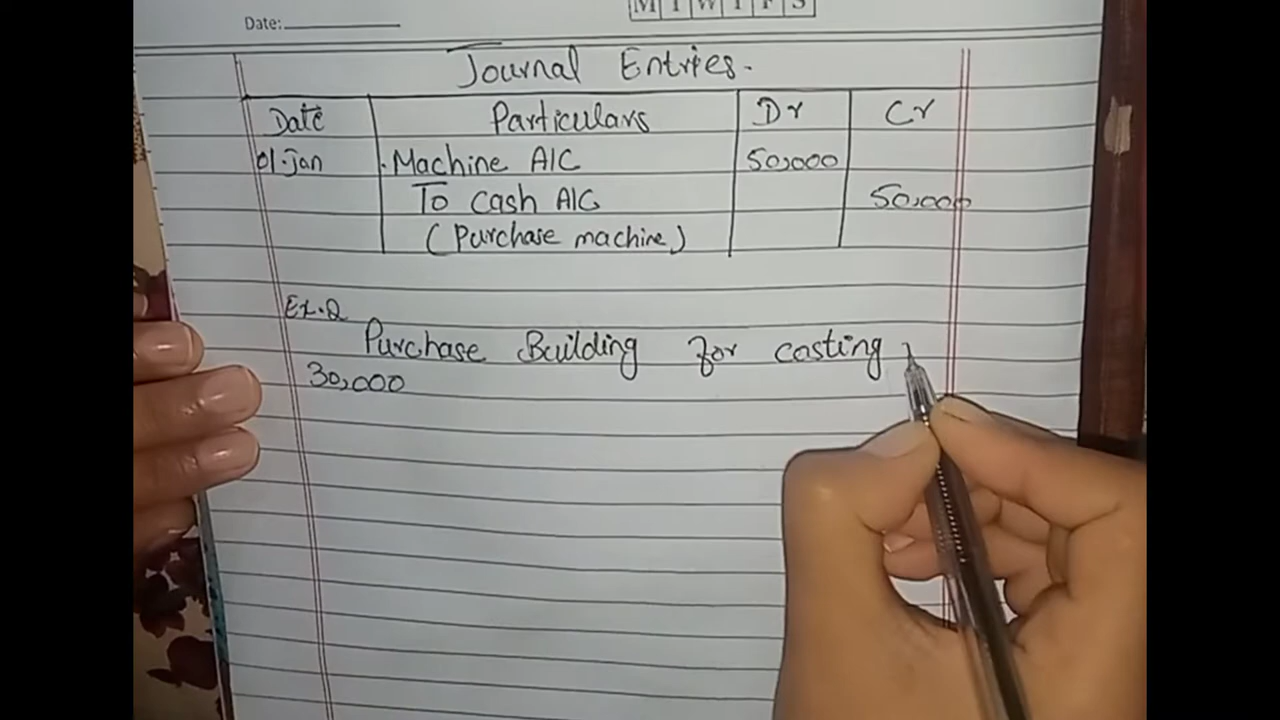 M T W T F S
Date:
Journal Entries.
Date Particulars Dr Cr
01.Jan Machine A/C 50,000
To Cash A/C 50,000
(Purchase machine)
Ex.2
Purchase Building for costing
30,000